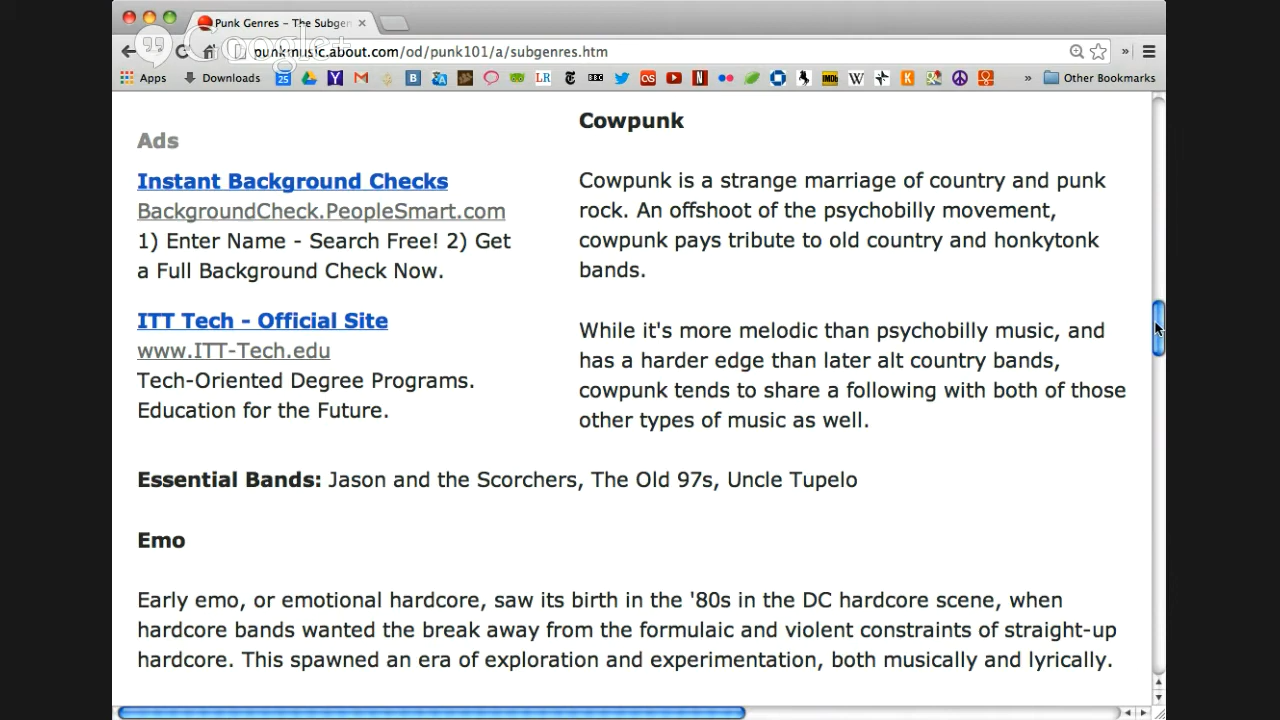 Punk Genres – The Subgen
Google+
punkmusic.about.com/od/punk101/a/subgenres.htm
Apps
Downloads
Other Bookmarks
Ads
Instant Background Checks
BackgroundCheck.PeopleSmart.com
1) Enter Name - Search Free! 2) Get
a Full Background Check Now.
ITT Tech - Official Site
www.ITT-Tech.edu
Tech-Oriented Degree Programs.
Education for the Future.
Cowpunk
Cowpunk is a strange marriage of country and punk
rock. An offshoot of the psychobilly movement,
cowpunk pays tribute to old country and honkytonk
bands.
While it's more melodic than psychobilly music, and
has a harder edge than later alt country bands,
cowpunk tends to share a following with both of those
other types of music as well.
Essential Bands: Jason and the Scorchers, The Old 97s, Uncle Tupelo
Emo
Early emo, or emotional hardcore, saw its birth in the '80s in the DC hardcore scene, when
hardcore bands wanted the break away from the formulaic and violent constraints of straight-up
hardcore. This spawned an era of exploration and experimentation, both musically and lyrically.